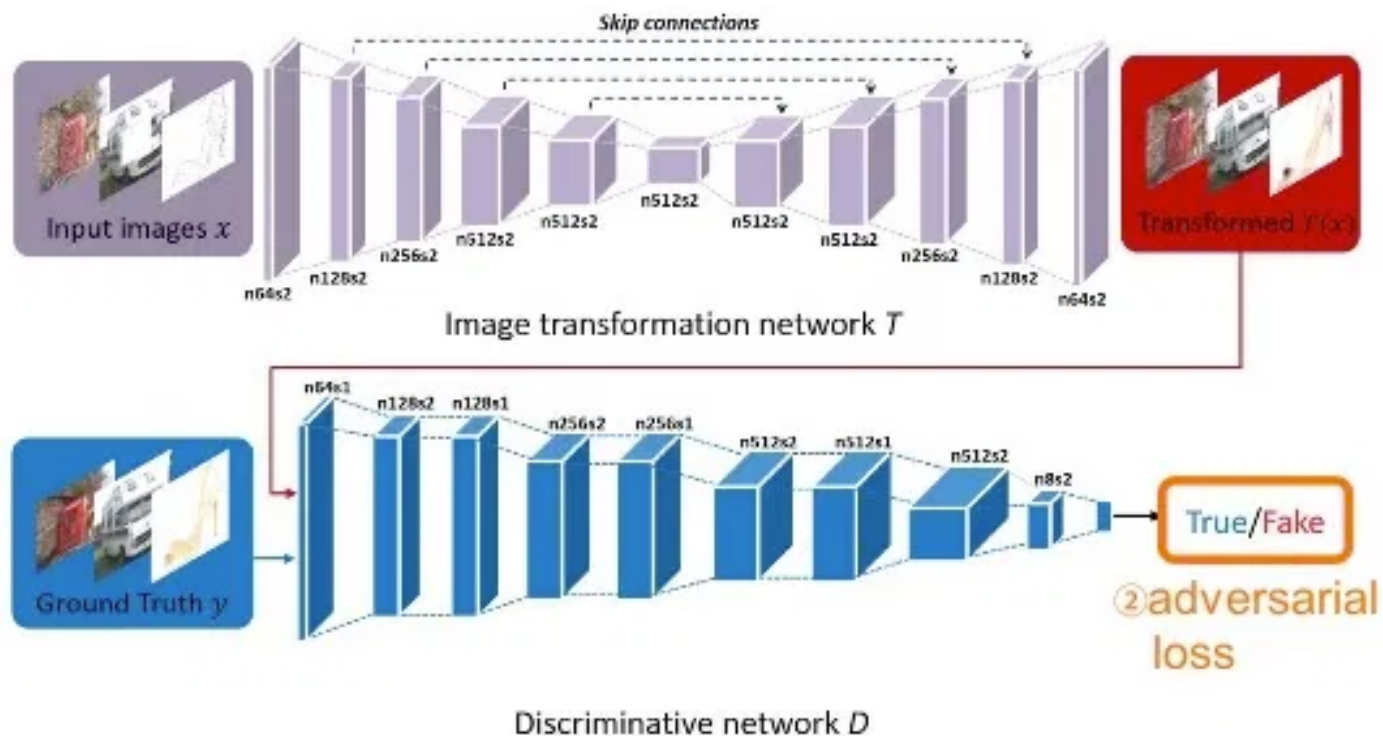 Skip connections
Input images x
n64s2
n128s2
n256s2
n512s2
n512s2
n512s2
n512s2
n512s2
n256s2
n128s2
n64s2
Transformed T(x)
Image transformation network T
n64s1
n128s2
n128s1
n256s2
n256s1
n512s2
n512s1
n512s2
n8s2
Ground Truth y
True/Fake
②adversarial
loss
Discriminative network D